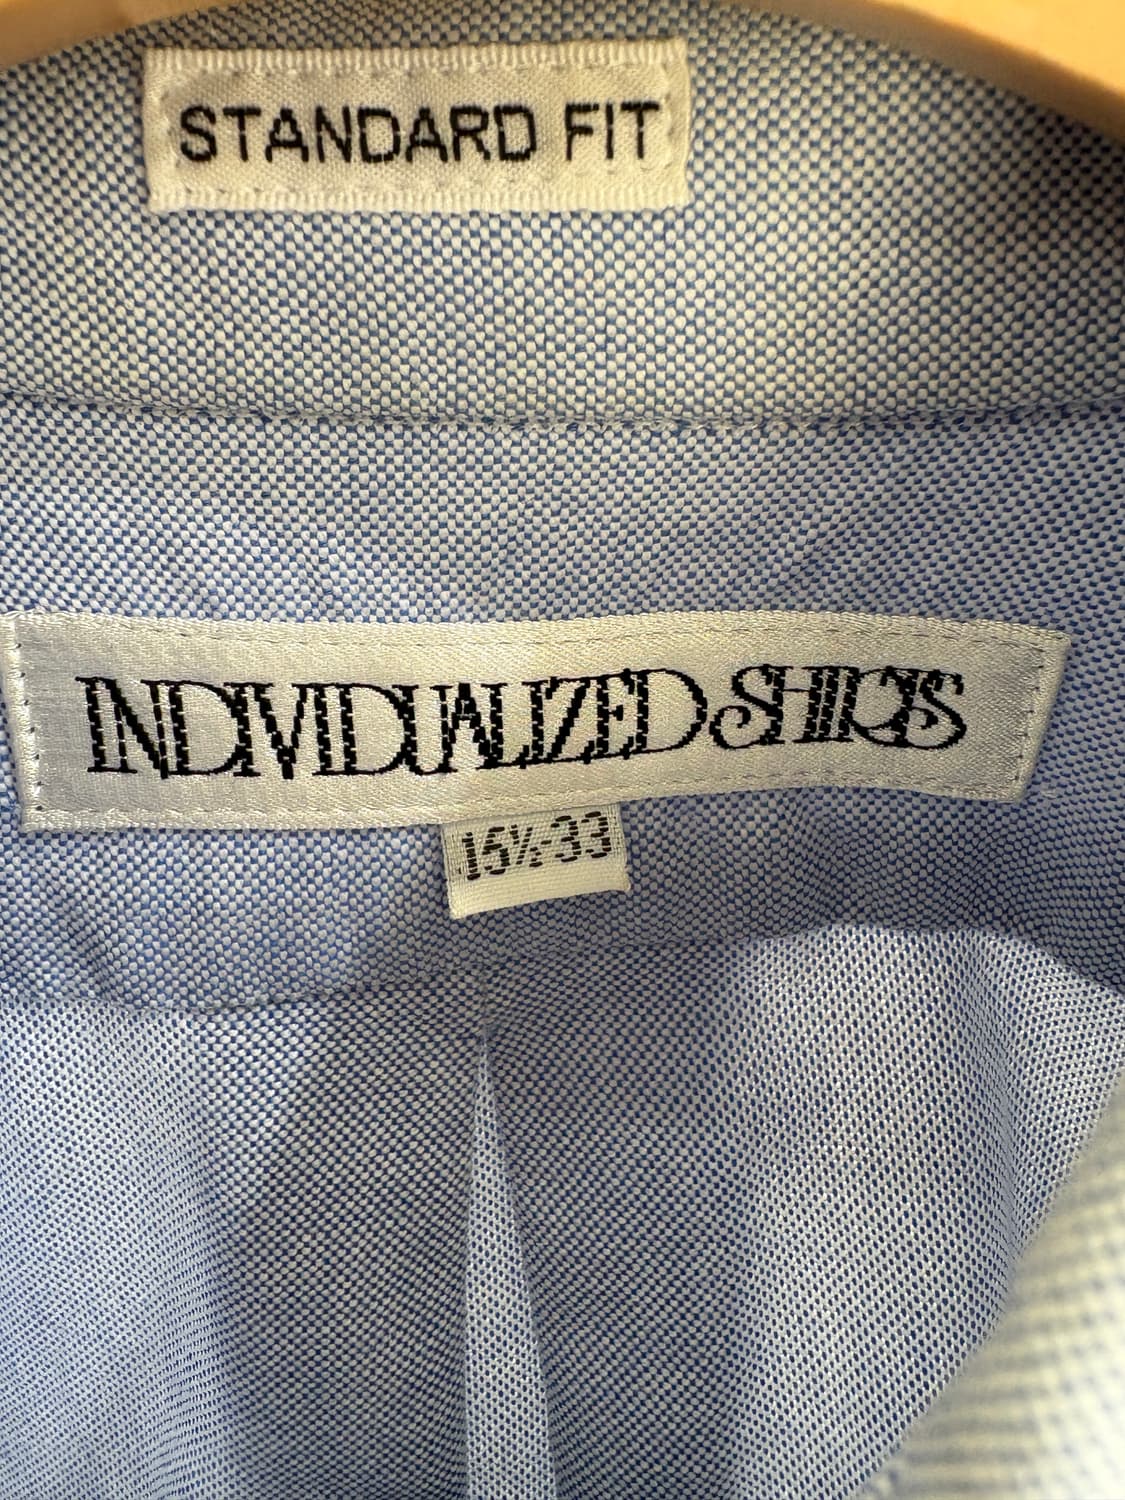 STANDARD FIT
INDIVIDUALIZED SHIRTS
15½-33